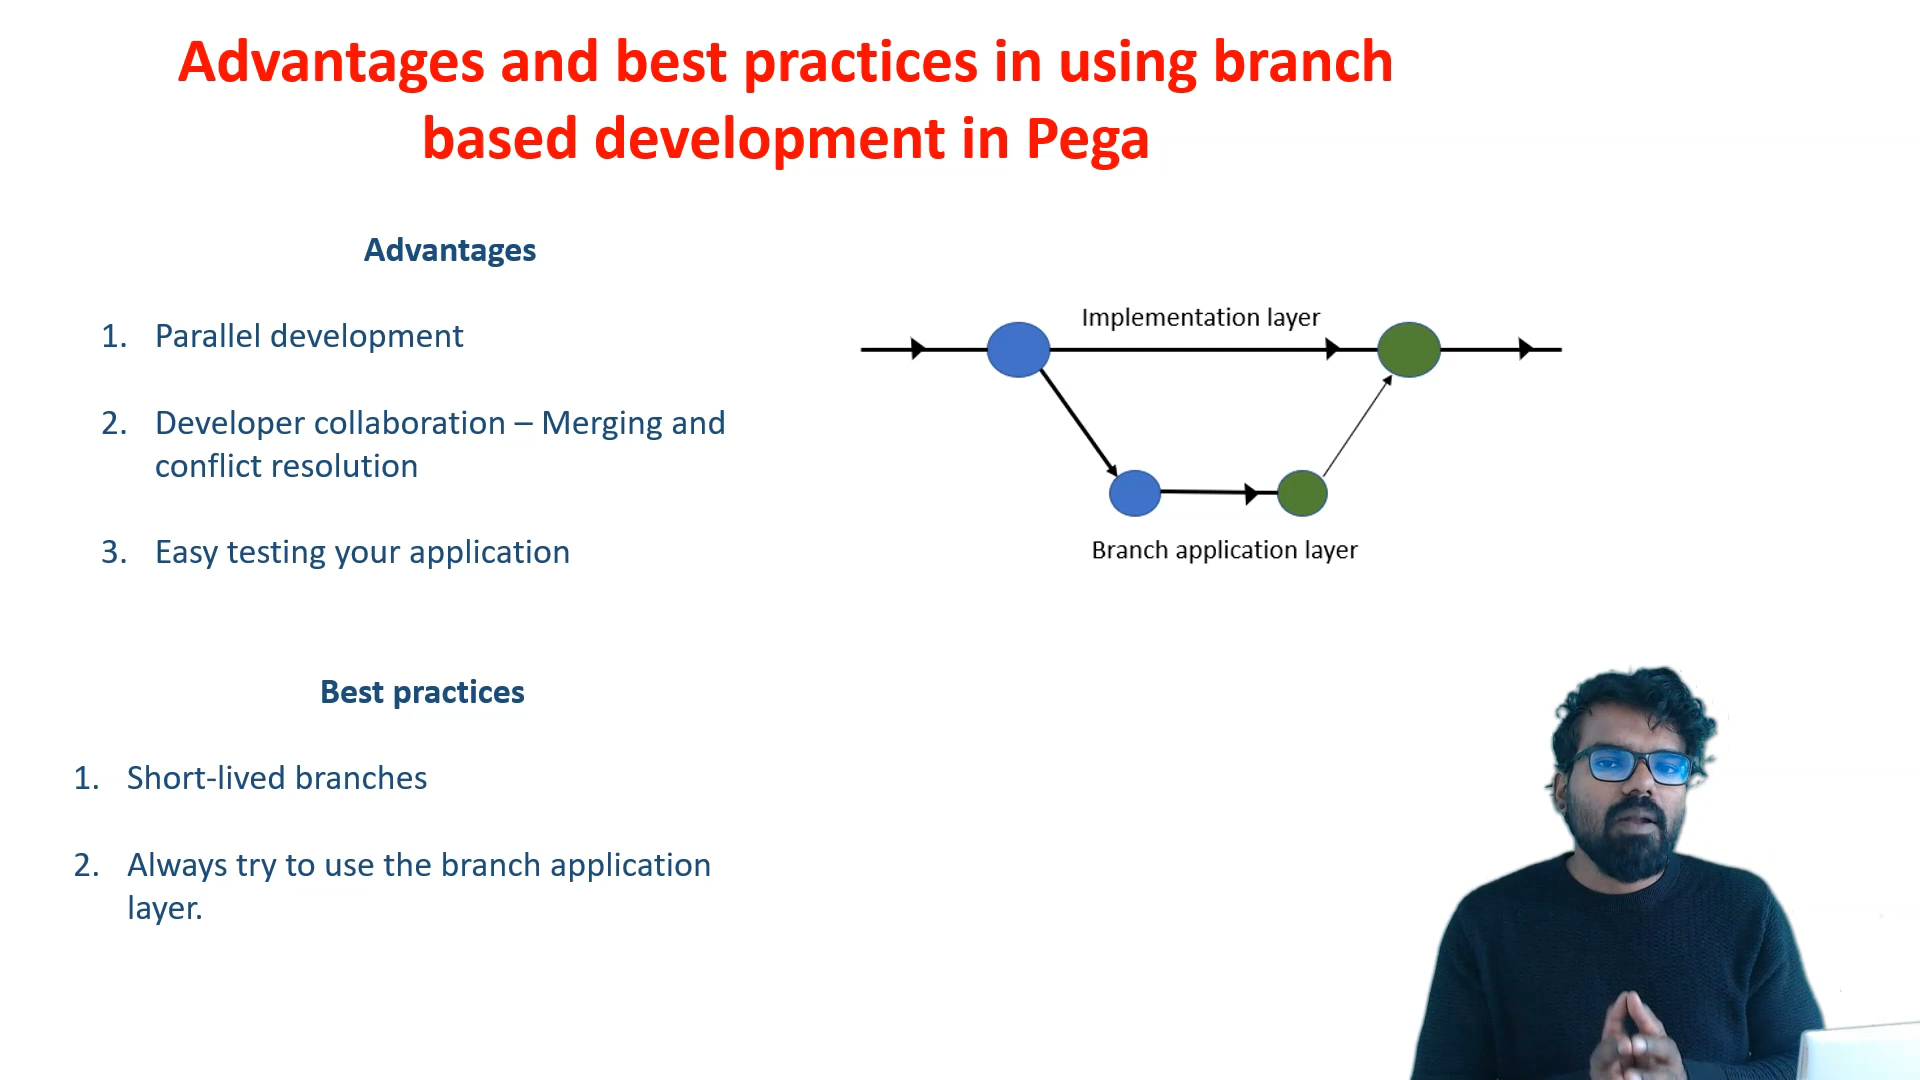 Advantages and best practices in using branch
based development in Pega
Advantages
1. Parallel development
2. Developer collaboration – Merging and
conflict resolution
3. Easy testing your application
Implementation layer
Branch application layer
Best practices
1. Short-lived branches
2. Always try to use the branch application
layer.